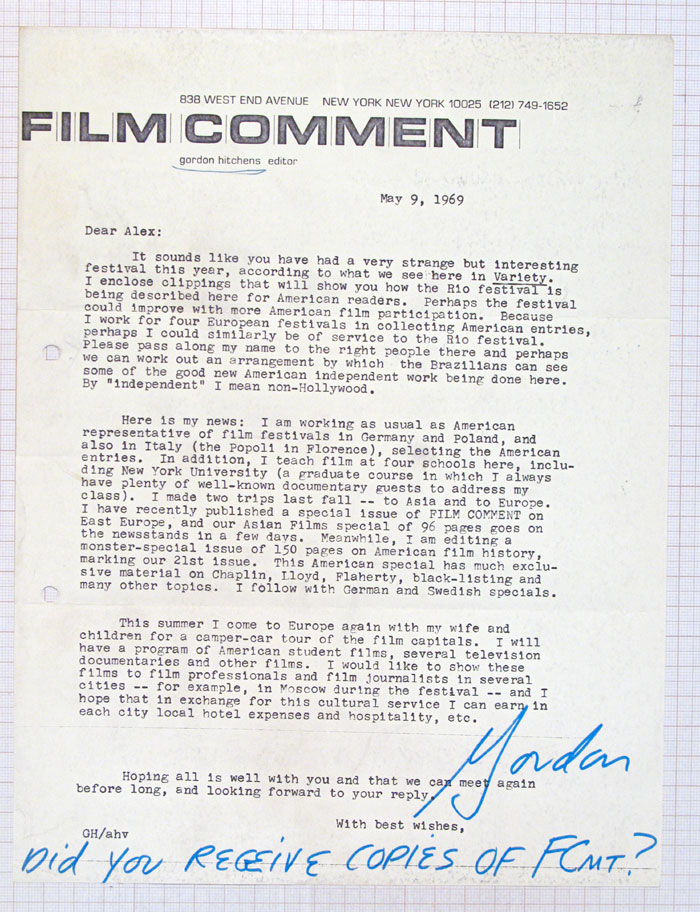 838 WEST END AVENUE NEW YORK NEW YORK 10025 (212) 749-1652
FILM COMMENT
gordon hitchens editor
May 9, 1969
Dear Alex:
It sounds like you have had a very strange but interesting
festival this year, according to what we see here in Variety.
I enclose clippings that will show you how the Rio festival is
being described here for American readers. Perhaps the festival
could improve with more American film participation. Because
I work for four European festivals in collecting American entries,
perhaps I could similarly be of service to the Rio festival.
Please pass along my name to the right people there and perhaps
we can work out an arrangement by which the Brazilians can see
some of the good new American independent work being done here.
By "independent" I mean non-Hollywood.
Here is my news: I am working as usual as American
representative of film festivals in Germany and Poland, and
also in Italy (the Popoli in Florence), selecting the American
entries. In addition, I teach film at four schools here, inclu-
ding New York University (a graduate course in which I always
have plenty of well-known documentary guests to address my
class). I made two trips last fall -- to Asia and to Europe.
I have recently published a special issue of FILM COMMENT on
East Europe, and our Asian Films special of 96 pages goes on
the newsstands in a few days. Meanwhile, I am editing a
monster-special issue of 150 pages on American film history,
marking our 21st issue. This American special has much exclu-
sive material on Chaplin, Lloyd, Flaherty, black-listing and
many other topics. I follow with German and Swedish specials.
This summer I come to Europe again with my wife and
children for a camper-car tour of the film capitals. I will
have a program of American student films, several television
documentaries and other films. I would like to show these
films to film professionals and film journalists in several
cities -- for example, in Moscow during the festival -- and I
hope that in exchange for this cultural service I can earn in
each city local hotel expenses and hospitality, etc.
Hoping all is well with you and that we can meet again
before long, and looking forward to your reply,
With best wishes,
Gordon
GH/ahv
Did you RECEIVE COPIES OF FCMT.?